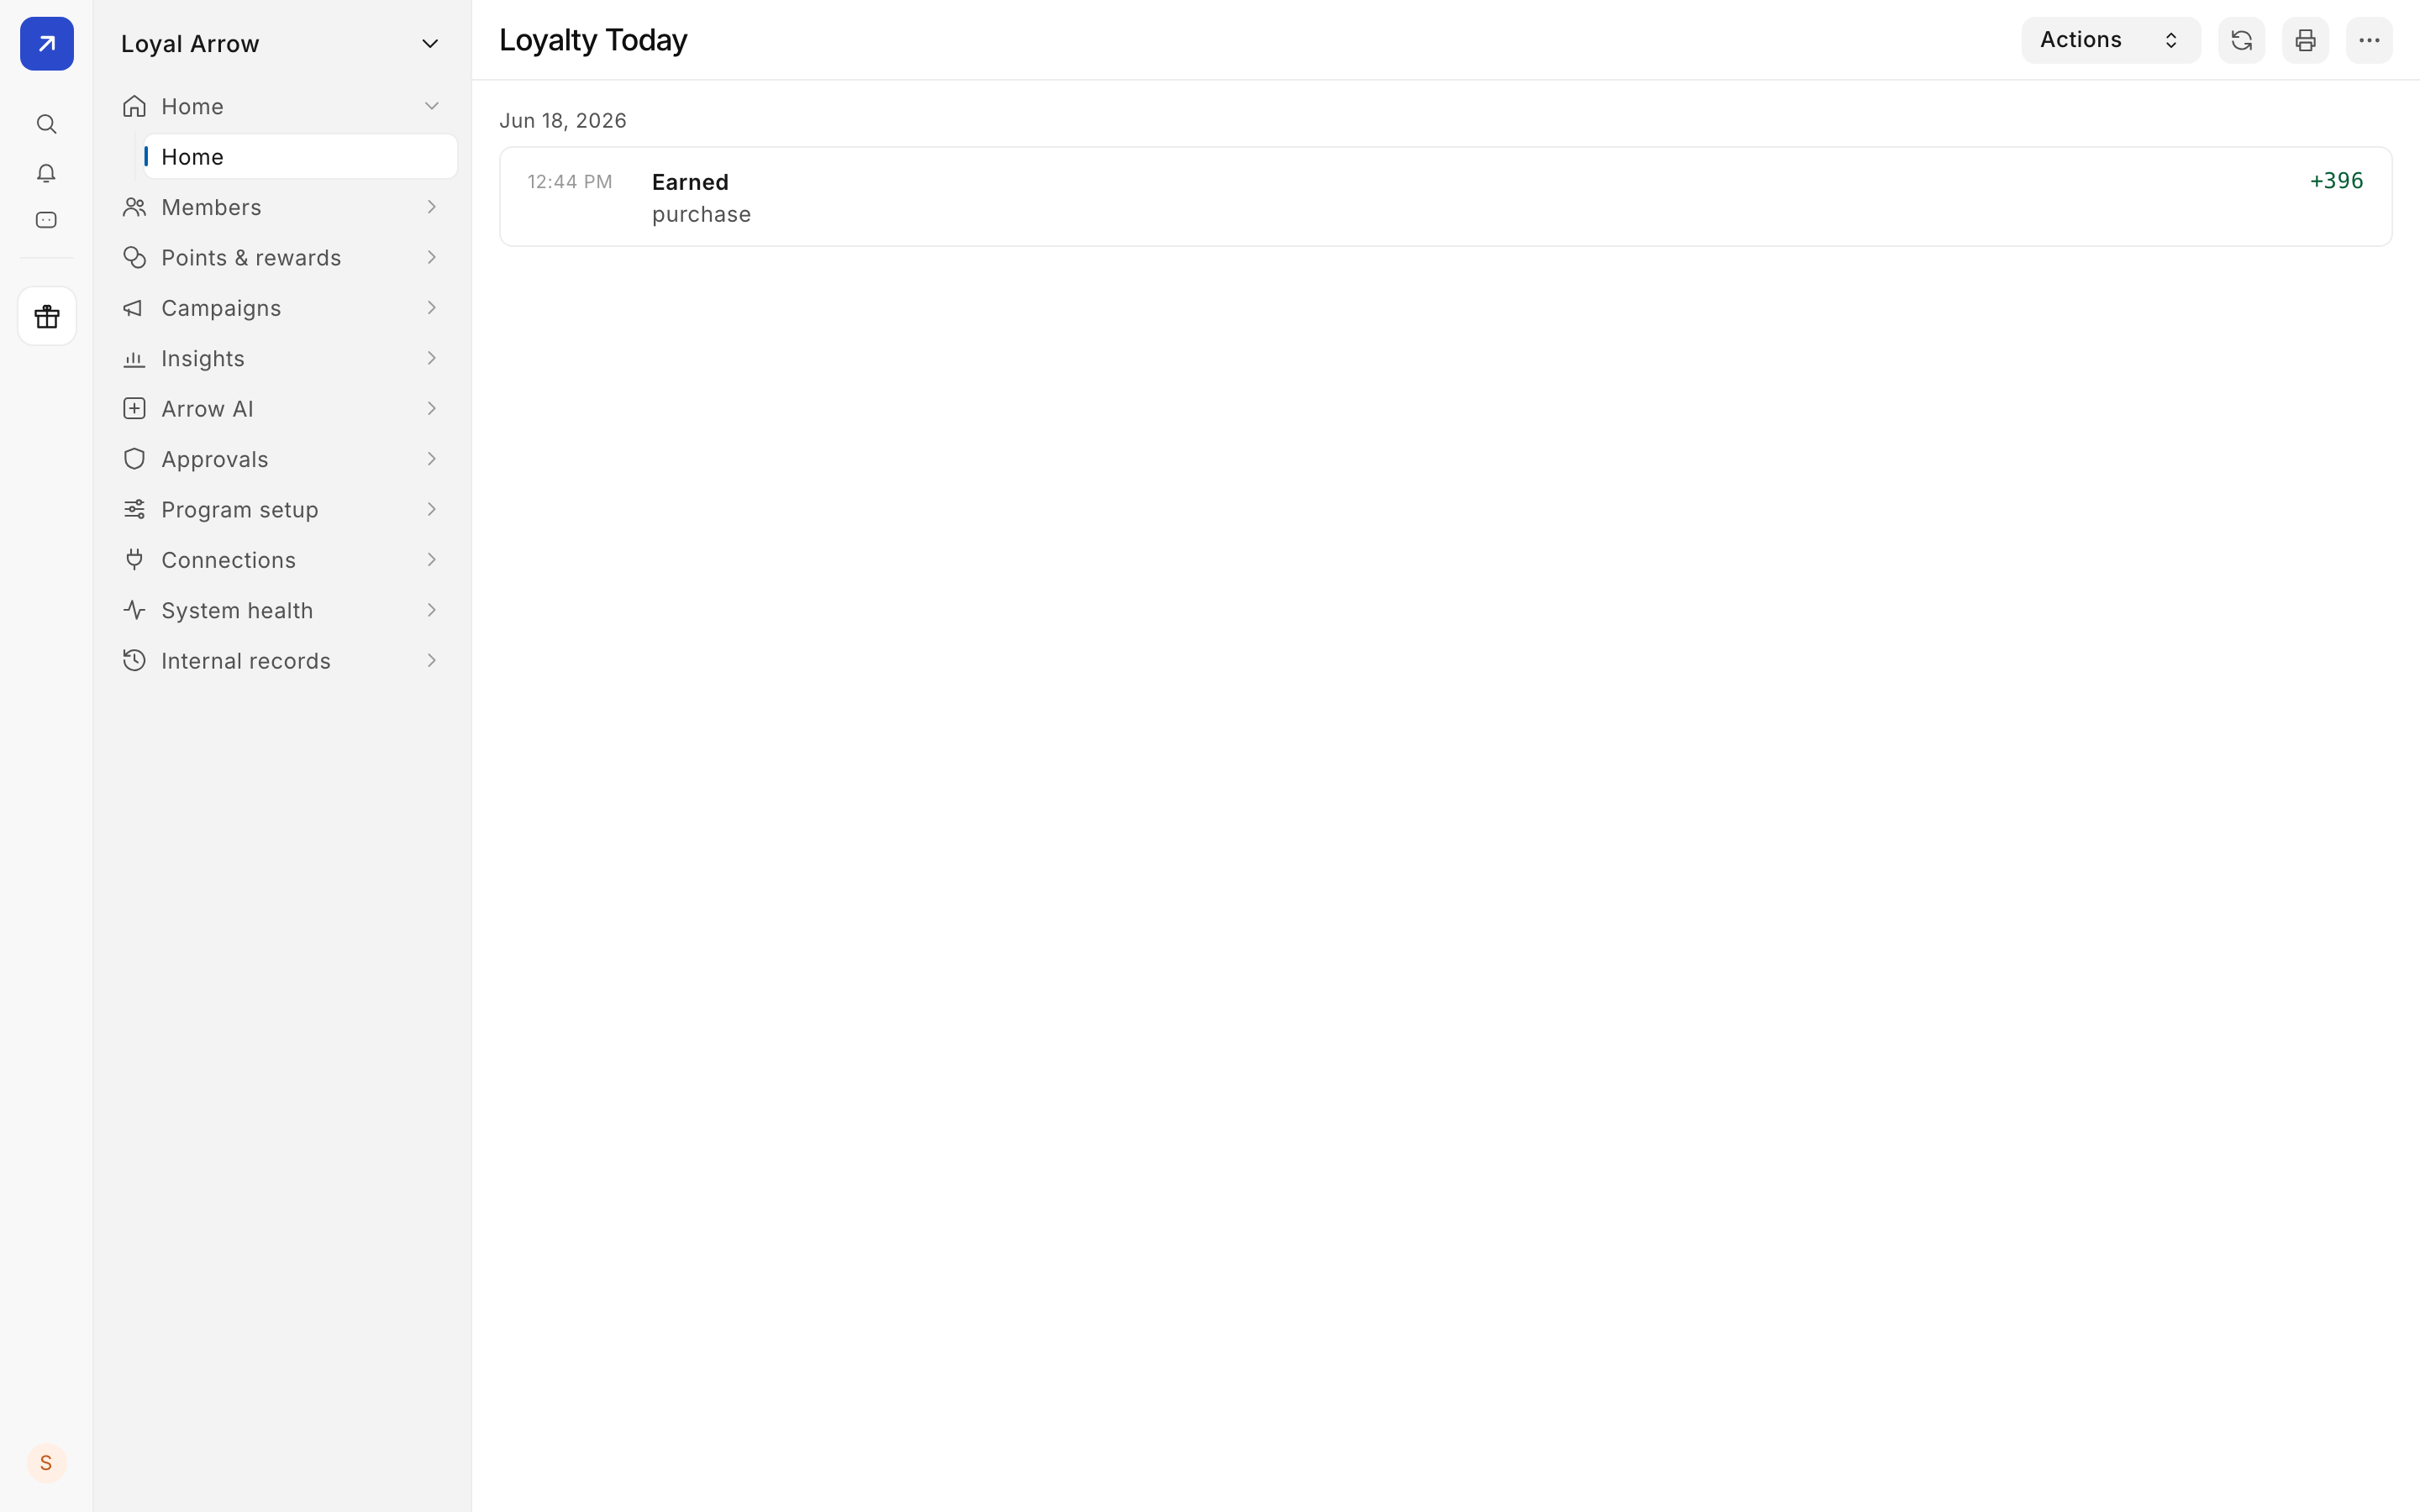 Loyal Arrow
Home
Home
Members
Points & rewards
Campaigns
Insights
Arrow AI
Approvals
Program setup
Connections
System health
Internal records
S
Loyalty Today
Actions
Jun 18, 2026
12:44 PM
Earned
+396
purchase